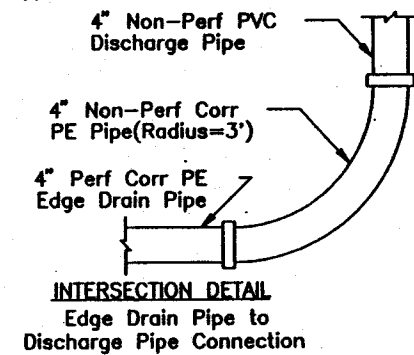 4" Non-Perf PVC
Discharge Pipe
4" Non-Perf Corr
PE Pipe(Radius=3')
4" Perf Corr PE
Edge Drain Pipe
INTERSECTION DETAIL
Edge Drain Pipe to
Discharge Pipe Connection